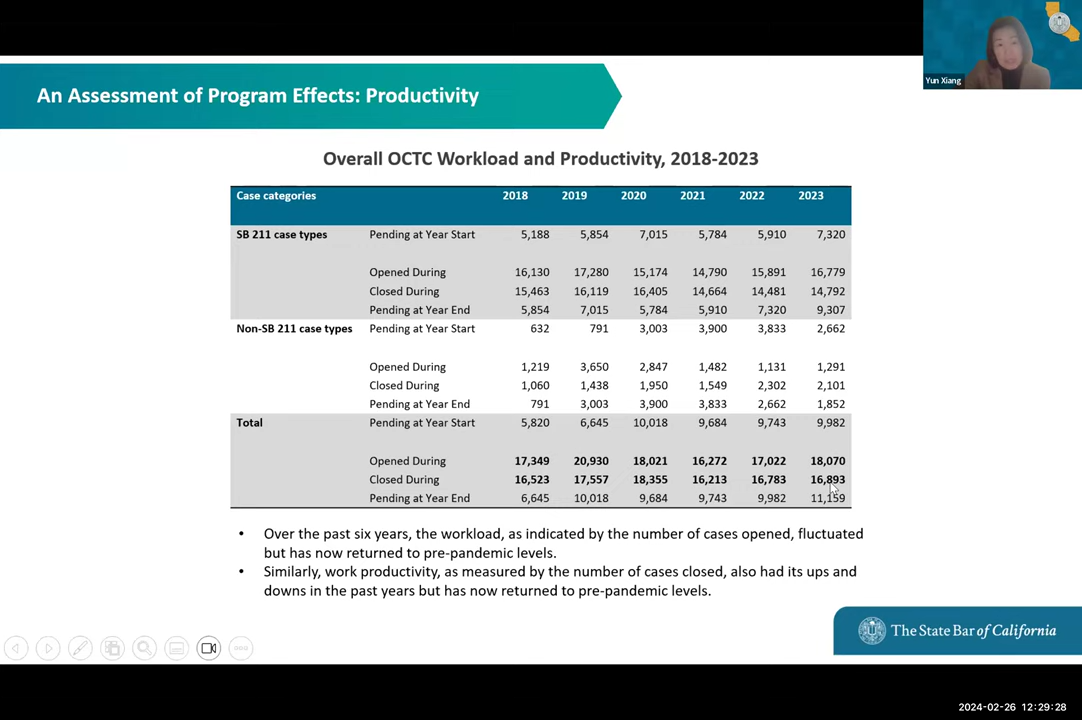 Yun Xiang
An Assessment of Program Effects: Productivity
Overall OCTC Workload and Productivity, 2018-2023
Case categories 2018 2019 2020 2021 2022 2023
SB 211 case types Pending at Year Start 5,188 5,854 7,015 5,784 5,910 7,320
Opened During 16,130 17,280 15,174 14,790 15,891 16,779
Closed During 15,463 16,119 16,405 14,664 14,481 14,792
Pending at Year End 5,854 7,015 5,784 5,910 7,320 9,307
Non-SB 211 case types Pending at Year Start 632 791 3,003 3,900 3,833 2,662
Opened During 1,219 3,650 2,847 1,482 1,131 1,291
Closed During 1,060 1,438 1,950 1,549 2,302 2,101
Pending at Year End 791 3,003 3,900 3,833 2,662 1,852
Total Pending at Year Start 5,820 6,645 10,018 9,684 9,743 9,982
Opened During 17,349 20,930 18,021 16,272 17,022 18,070
Closed During 16,523 17,557 18,355 16,213 16,783 16,893
Pending at Year End 6,645 10,018 9,684 9,743 9,982 11,159
• Over the past six years, the workload, as indicated by the number of cases opened, fluctuated
but has now returned to pre-pandemic levels.
• Similarly, work productivity, as measured by the number of cases closed, also had its ups and
downs in the past years but has now returned to pre-pandemic levels.
The State Bar of California
2024-02-26 12:29:28